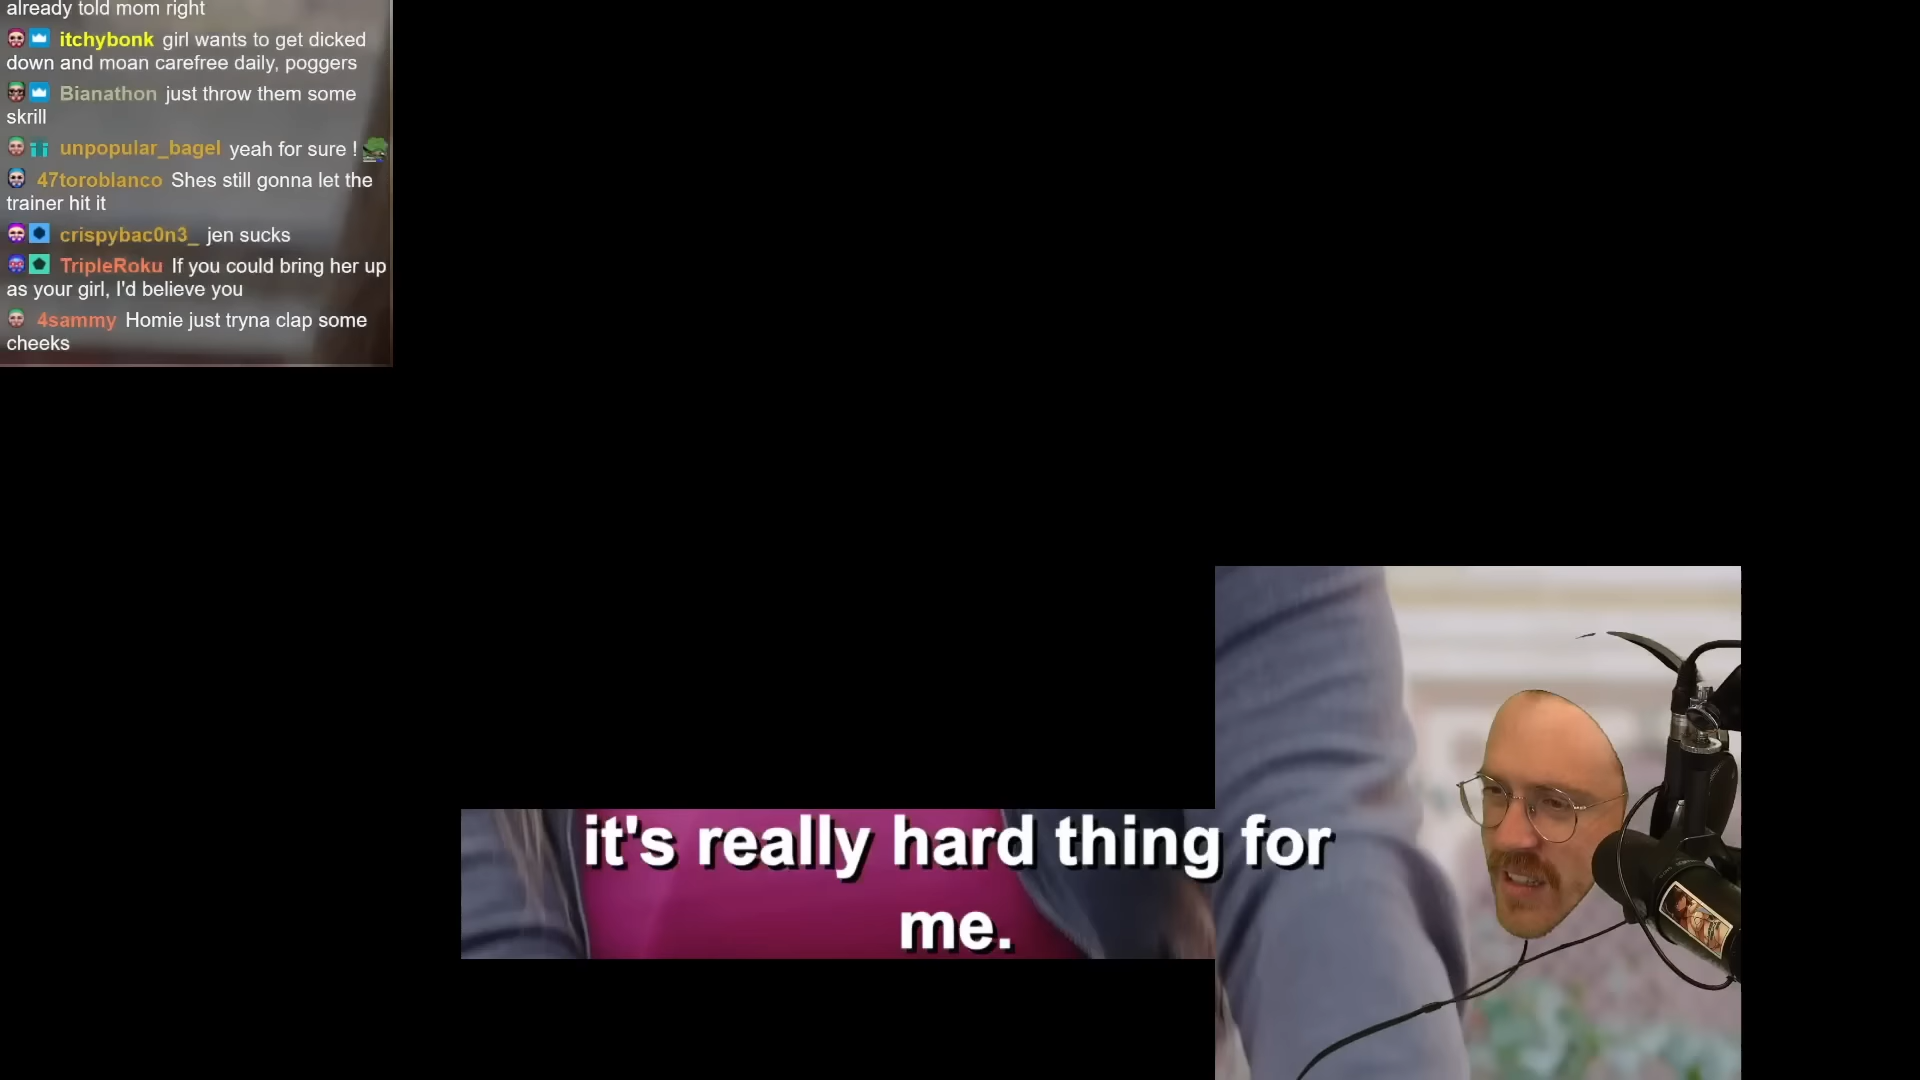 already told mom right
itchybonk girl wants to get dicked
down and moan carefree daily, poggers
Bianathon just throw them some
skrill
unpopular_bagel yeah for sure !
47toroblanco Shes still gonna let the
trainer hit it
crispybac0n3_ jen sucks
TripleRoku If you could bring her up
as your girl, I'd believe you
4sammy Homie just tryna clap some
cheeks
it's really hard thing for
me.